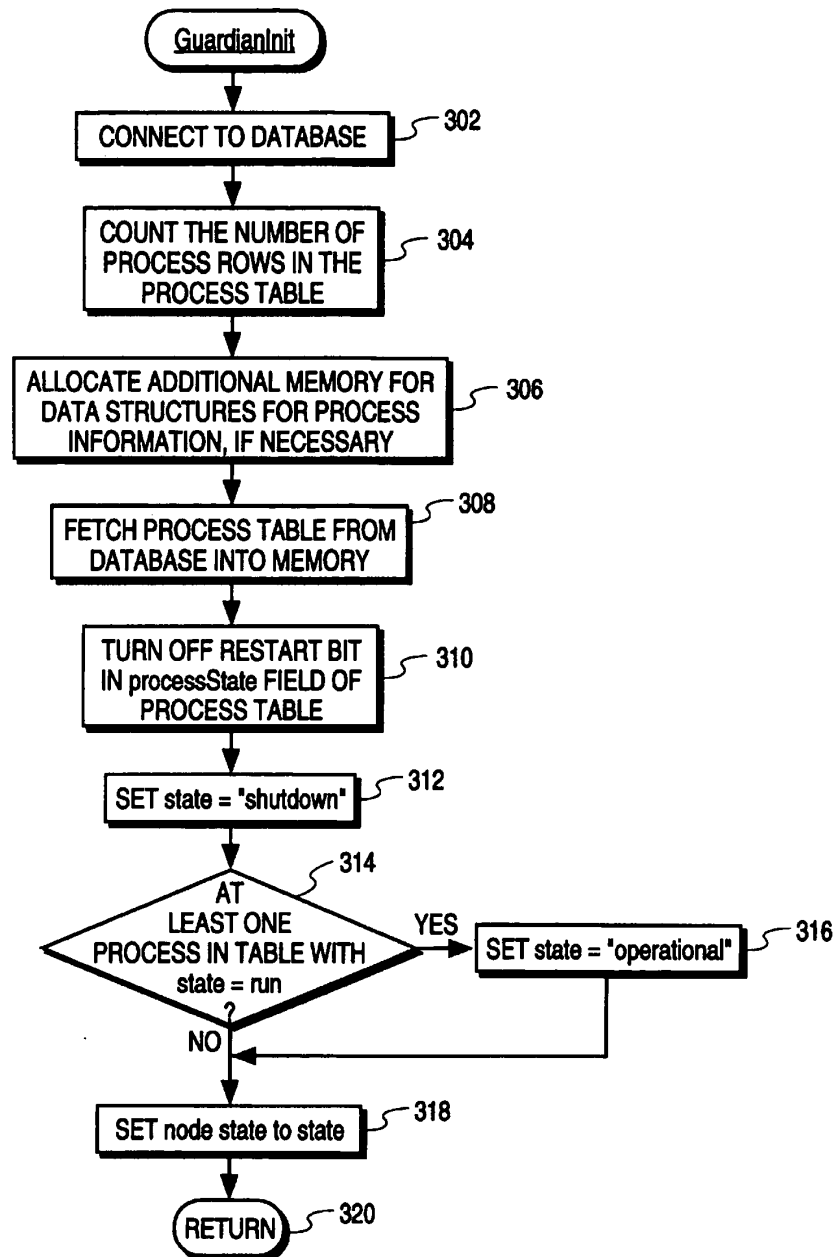 GuardianInit
CONNECT TO DATABASE
302
COUNT THE NUMBER OF
PROCESS ROWS IN THE
PROCESS TABLE
304
ALLOCATE ADDITIONAL MEMORY FOR
DATA STRUCTURES FOR PROCESS
INFORMATION, IF NECESSARY
306
FETCH PROCESS TABLE FROM
DATABASE INTO MEMORY
308
TURN OFF RESTART BIT
IN processState FIELD OF
PROCESS TABLE
310
SET state = "shutdown"
312
314
AT
LEAST ONE
PROCESS IN TABLE WITH
state = run
?
YES
SET state = "operational"
316
NO
SET node state to state
318
RETURN
320